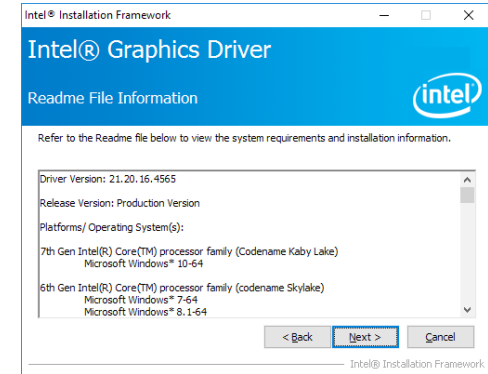 Intel® Installation Framework
Intel® Graphics Driver
Readme File Information
intel
Refer to the Readme file below to view the system requirements and installation information.
Driver Version: 21.20.16.4565
Release Version: Production Version
Platforms/ Operating System(s):
7th Gen Intel(R) Core(TM) processor family (Codename Kaby Lake)
Microsoft Windows* 10-64
6th Gen Intel(R) Core(TM) processor family (codename Skylake)
Microsoft Windows* 7-64
Microsoft Windows* 8.1-64
< Back Next > Cancel
Intel® Installation Framework